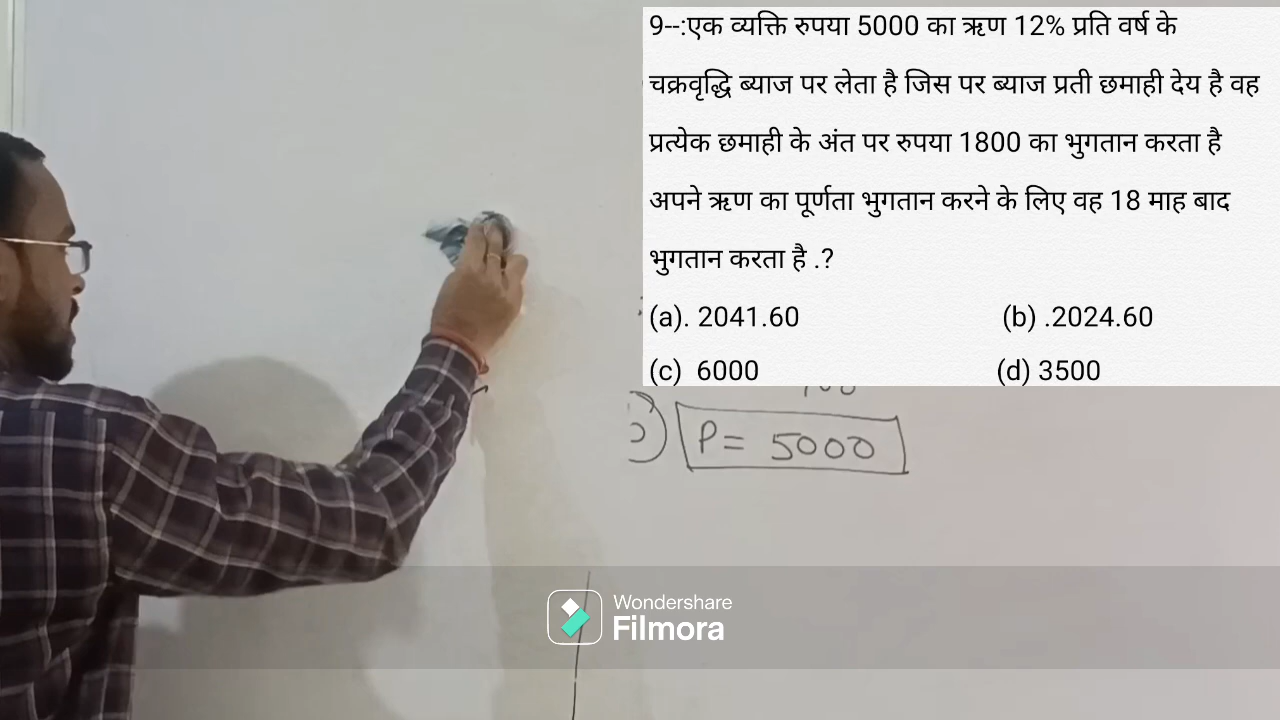 9--:एक व्यक्ति रुपया 5000 का ऋण 12% प्रति वर्ष के
चक्रवृद्धि ब्याज पर लेता है जिस पर ब्याज प्रती छमाही देय है वह
प्रत्येक छमाही के अंत पर रुपया 1800 का भुगतान करता है
अपने ऋण का पूर्णता भुगतान करने के लिए वह 18 माह बाद
भुगतान करता है .?
(a). 2041.60 (b) .2024.60
(c) 6000 (d) 3500
P= 5000
Wondershare
Filmora